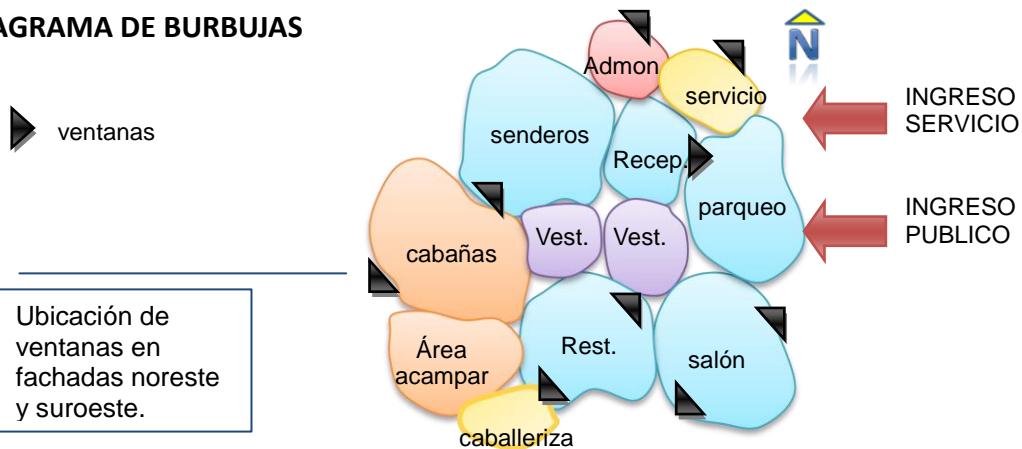 AGRAMA DE BURBUJAS
ventanas
Admon
servicio
N
INGRESO
SERVICIO
senderos
Recep.
parqueo
INGRESO
PUBLICO
cabañas
Vest.
Vest.
Ubicación de
ventanas en
fachadas noreste
y suroeste.
Área
acampar
Rest.
salón
caballeriza